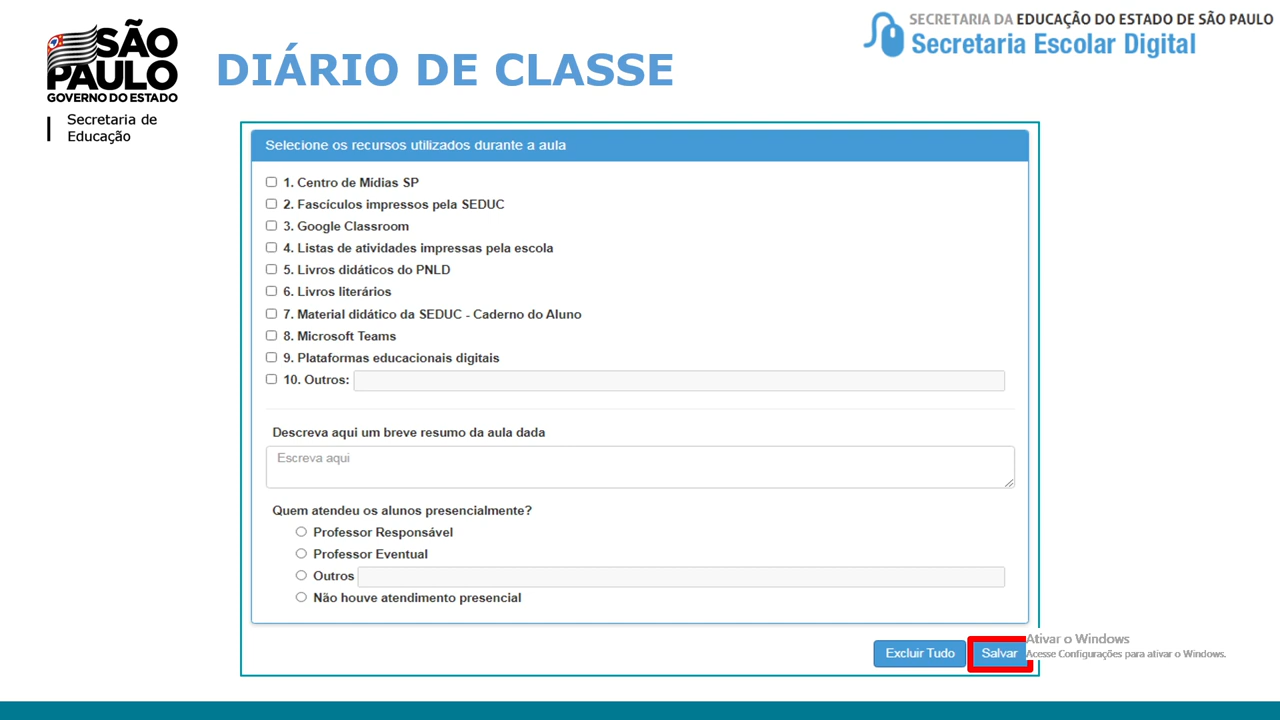 SÃO
PAULO
GOVERNO DO ESTADO
Secretaria de
Educação
DIÁRIO DE CLASSE
SECRETARIA DA EDUCAÇÃO DO ESTADO DE SÃO PAULO
Secretaria Escolar Digital
Selecione os recursos utilizados durante a aula
1. Centro de Mídias SP
2. Fascículos impressos pela SEDUC
3. Google Classroom
4. Listas de atividades impressas pela escola
5. Livros didáticos do PNLD
6. Livros literários
7. Material didático da SEDUC - Caderno do Aluno
8. Microsoft Teams
9. Plataformas educacionais digitais
10. Outros:
Descreva aqui um breve resumo da aula dada
Escreva aqui
Quem atendeu os alunos presencialmente?
Professor Responsável
Professor Eventual
Outros
Não houve atendimento presencial
Excluir Tudo
Salvar
Ativar o Windows
Acesse Configurações para ativar o Windows.